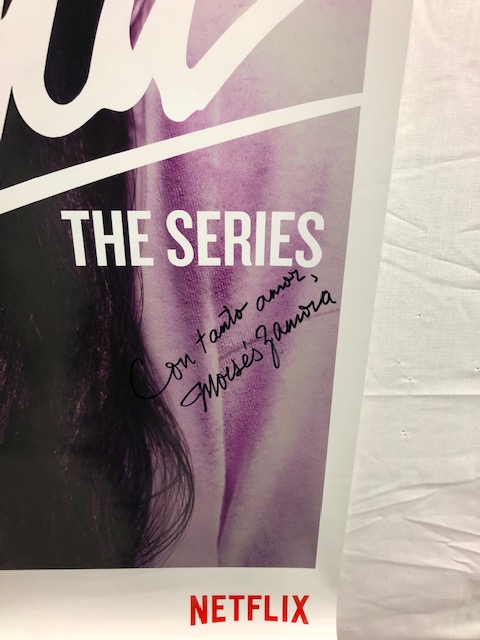 THE SERIES
Con tanto amor,
Moisés Zamora
NETFLIX